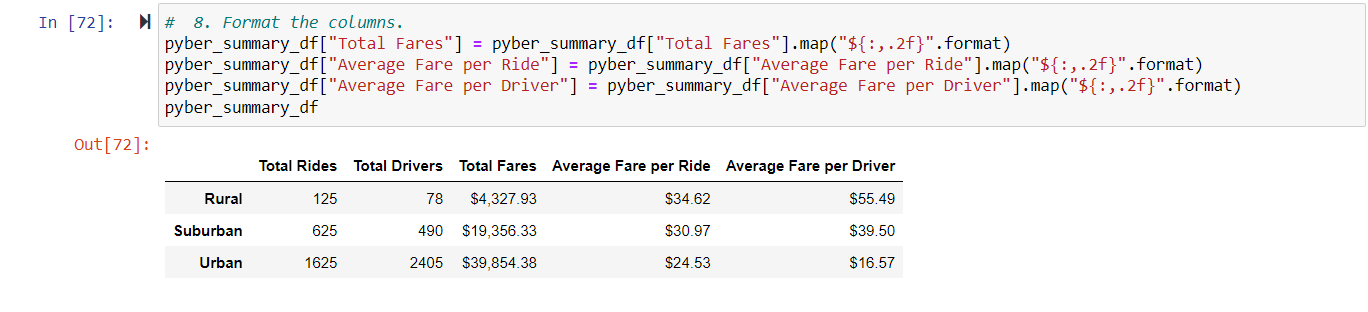 In [72]: # 8. Format the columns.
pyber_summary_df["Total Fares"] = pyber_summary_df["Total Fares"].map("${:,.2f}".format)
pyber_summary_df["Average Fare per Ride"] = pyber_summary_df["Average Fare per Ride"].map("${:,.2f}".format)
pyber_summary_df["Average Fare per Driver"] = pyber_summary_df["Average Fare per Driver"].map("${:,.2f}".format)
pyber_summary_df
Out[72]:
Total Rides Total Drivers Total Fares Average Fare per Ride Average Fare per Driver
Rural 125 78 $4,327.93 $34.62 $55.49
Suburban 625 490 $19,356.33 $30.97 $39.50
Urban 1625 2405 $39,854.38 $24.53 $16.57